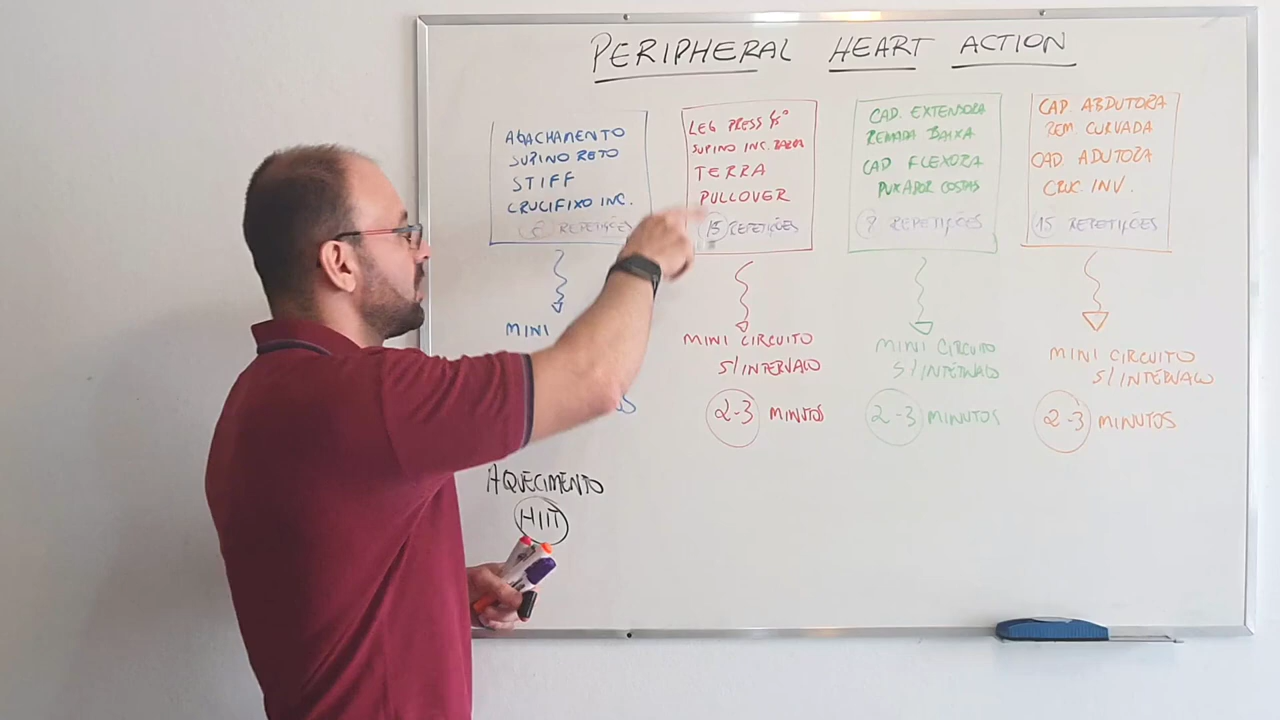 PERIPHERAL HEART ACTION
AGACHAMENTO
SUPINO RETO
STIFF
CRUCIFIXO INC.
REPETIÇÕES
MINI
LEG PRESS 45°
SUPINO INC. BARRA
TERRA
PULLOVER
15 REPETIÇÕES
MINI CIRCUITO
S/ INTERVALO
2-3 MINUTOS
CAD. EXTENSORA
REMADA BAIXA
CAD FLEXORA
PUXADOR COSTAS
REPETIÇÕES
MINI CIRCUITO
S/ INTERVALO
2-3 MINUTOS
CAD. ABDUTORA
REM. CURVADA
CAD. ADUTORA
CRUC. INV.
15 REPETIÇÕES
MINI CIRCUITO
S/ INTERVALO
2-3 MINUTOS
AQUECIMENTO
HIIT